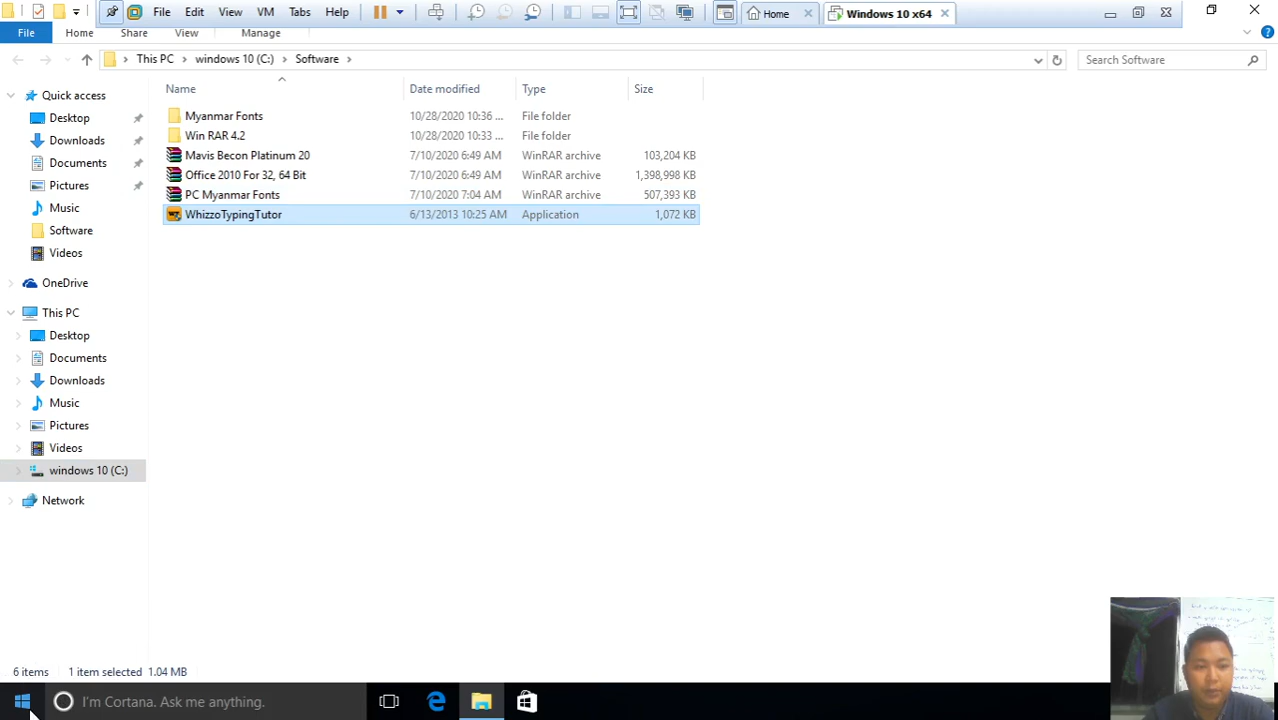 File Edit View VM Tabs Help Home Windows 10 x64
File Home Share View Manage
This PC windows 10 (C:) Software Search Software
Name Date modified Type Size
Myanmar Fonts 10/28/2020 10:36 ... File folder
Win RAR 4.2 10/28/2020 10:33 ... File folder
Mavis Becon Platinum 20 7/10/2020 6:49 AM WinRAR archive 103,204 KB
Office 2010 For 32, 64 Bit 7/10/2020 6:49 AM WinRAR archive 1,398,998 KB
PC Myanmar Fonts 7/10/2020 7:04 AM WinRAR archive 507,393 KB
WhizzoTypingTutor 6/13/2013 10:25 AM Application 1,072 KB
Quick access
Desktop
Downloads
Documents
Pictures
Music
Software
Videos
OneDrive
This PC
Desktop
Documents
Downloads
Music
Pictures
Videos
windows 10 (C:)
Network
6 items 1 item selected 1.04 MB
I'm Cortana. Ask me anything.